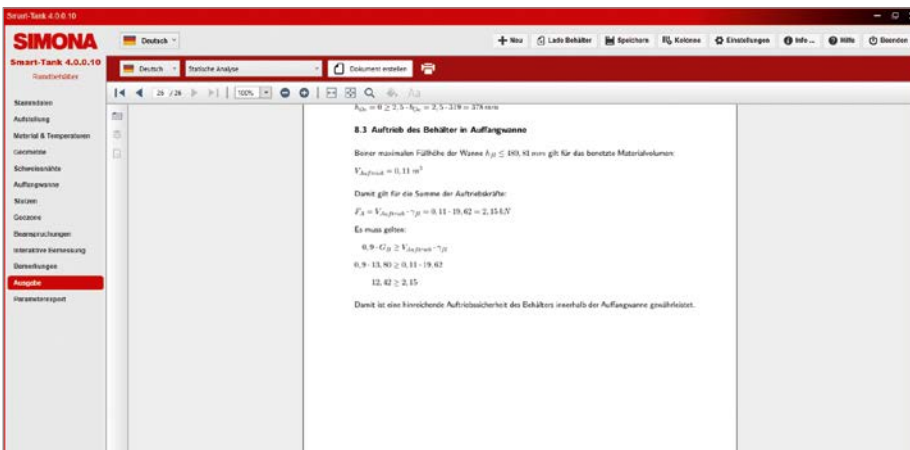 Smart-Tank 4.0.0.10
SIMONA
Deutsch
Neu
Lade Behälter
Speichern
Kolonne
Einstellungen
Info ...
Hilfe
Beenden
Smart-Tank 4.0.0.10
Rundbehälter
Deutsch
Statische Analyse
Dokument erstellen
26 / 26
100%
Stammdaten
Aufstellung
Material & Temperaturen
Geometrie
Schweissnähte
Auffangwanne
Stutzen
Geozone
Beanspruchungen
Interaktive Bemessung
Bemerkungen
Ausgabe
Parameterexport
8.3 Auftrieb des Behälter in Auffangwanne
Beiner maximalen Füllhöhe der Wanne h_fl ≤ 480, 81 mm gilt für das benetzte Materialvolumen:
V_Auftrieb = 0, 11 m³
Damit gilt für die Summe der Auftriebskräfte:
F_A = V_Auftrieb · γ_fl = 0, 11 · 19, 62 = 2, 15 kN
Es muss gelten:
0, 9 · G_B ≥ V_Auftrieb · γ_fl
0, 9 · 13, 80 ≥ 0, 11 · 19, 62
12, 42 ≥ 2, 15
Damit ist eine hinreichende Auftriebssicherheit des Behälters innerhalb der Auffangwanne gewährleistet.